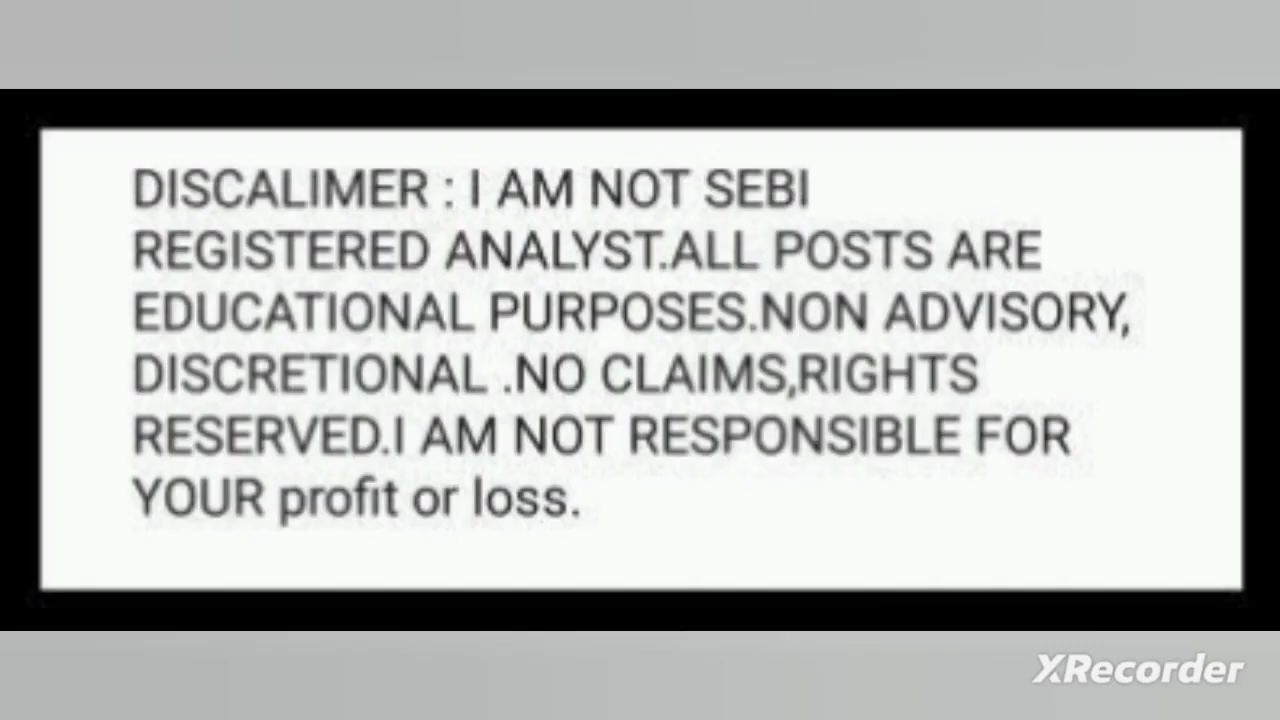 DISCALIMER : I AM NOT SEBI
REGISTERED ANALYST.ALL POSTS ARE
EDUCATIONAL PURPOSES.NON ADVISORY,
DISCRETIONAL .NO CLAIMS,RIGHTS
RESERVED.I AM NOT RESPONSIBLE FOR
YOUR profit or loss.
XRecorder